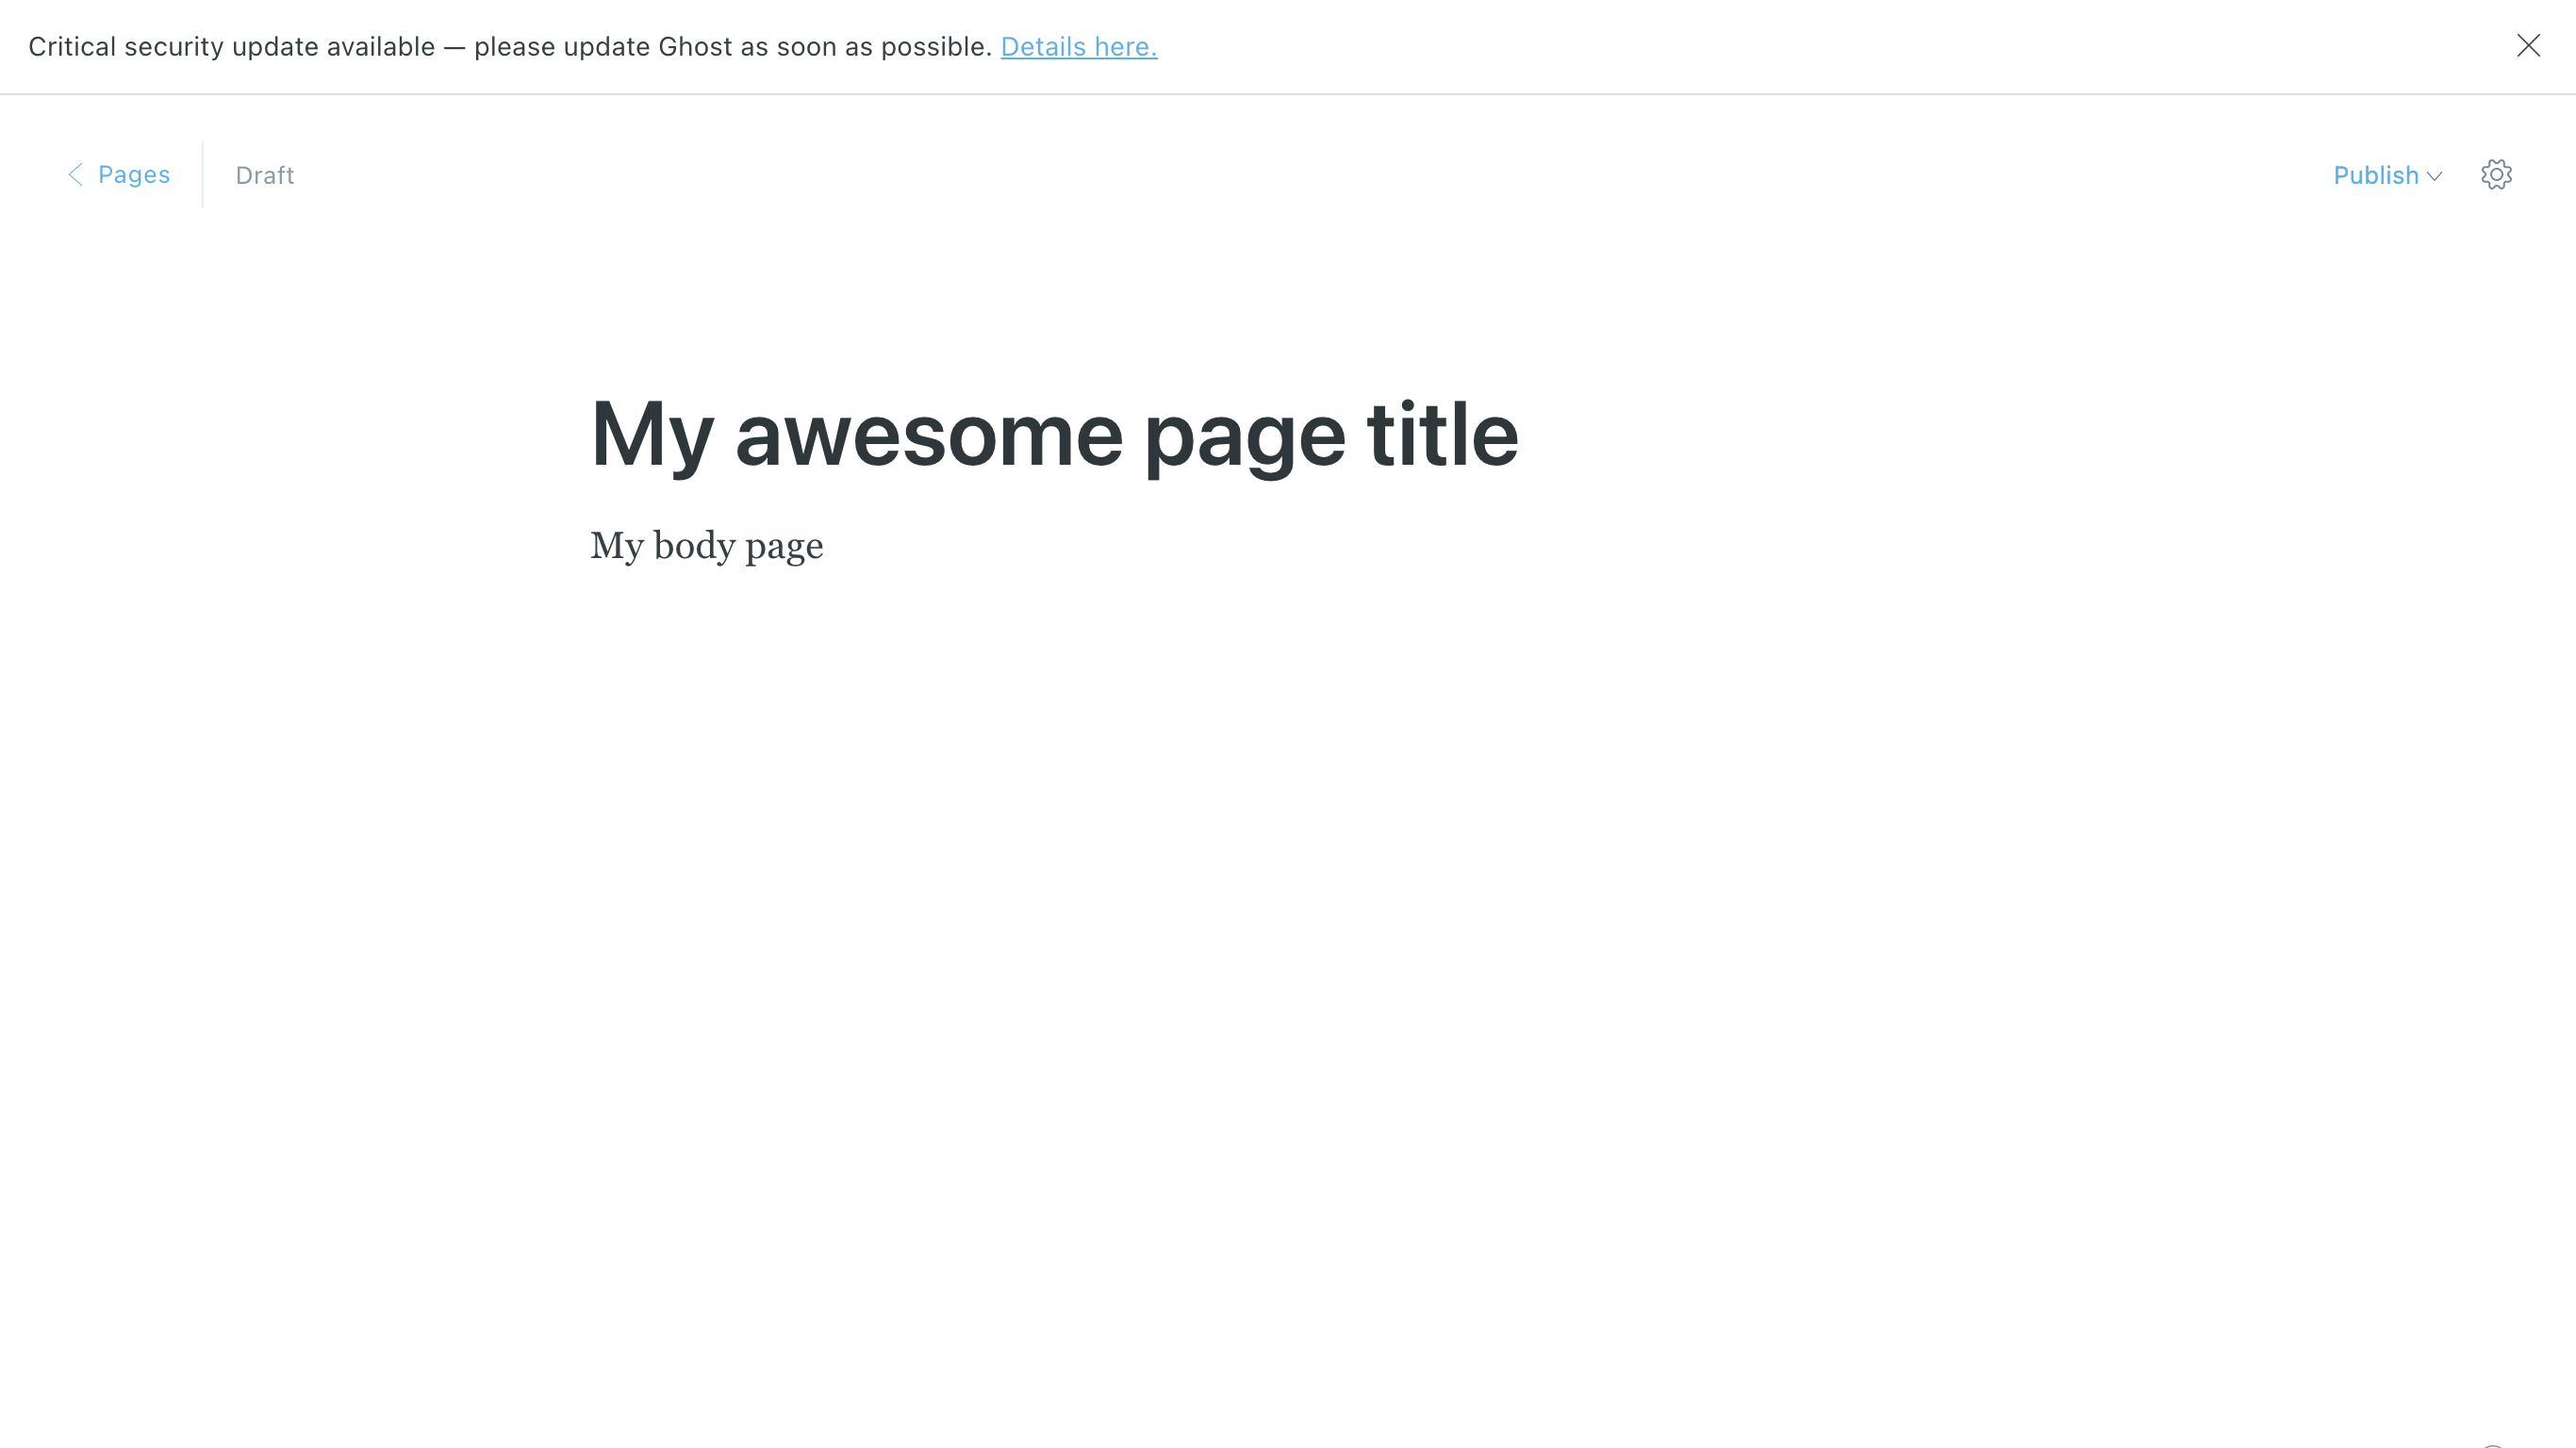 Critical security update available — please update Ghost as soon as possible. Details here.
Pages
Draft
Publish
My awesome page title
My body page